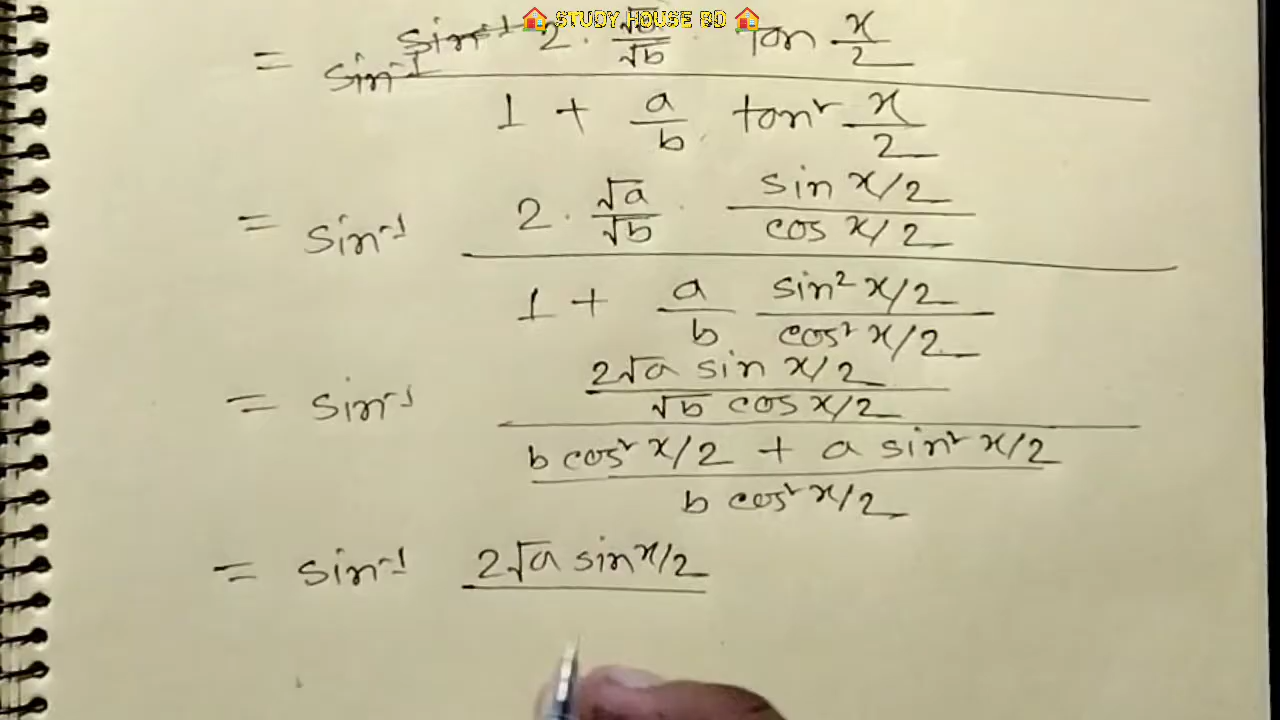 🏠 STUDY HOUSE BD 🏠
= sin⁻¹ (2 · √a/√b · tan x/2) / (1 + a/b · tan² x/2)
= sin⁻¹ (2 · √a/√b · (sin x/2)/(cos x/2)) / (1 + a/b (sin² x/2)/(cos² x/2))
= sin⁻¹ ((2√a sin x/2)/(√b cos x/2)) / ((b cos² x/2 + a sin² x/2)/(b cos² x/2))
= sin⁻¹ 2√a sin x/2